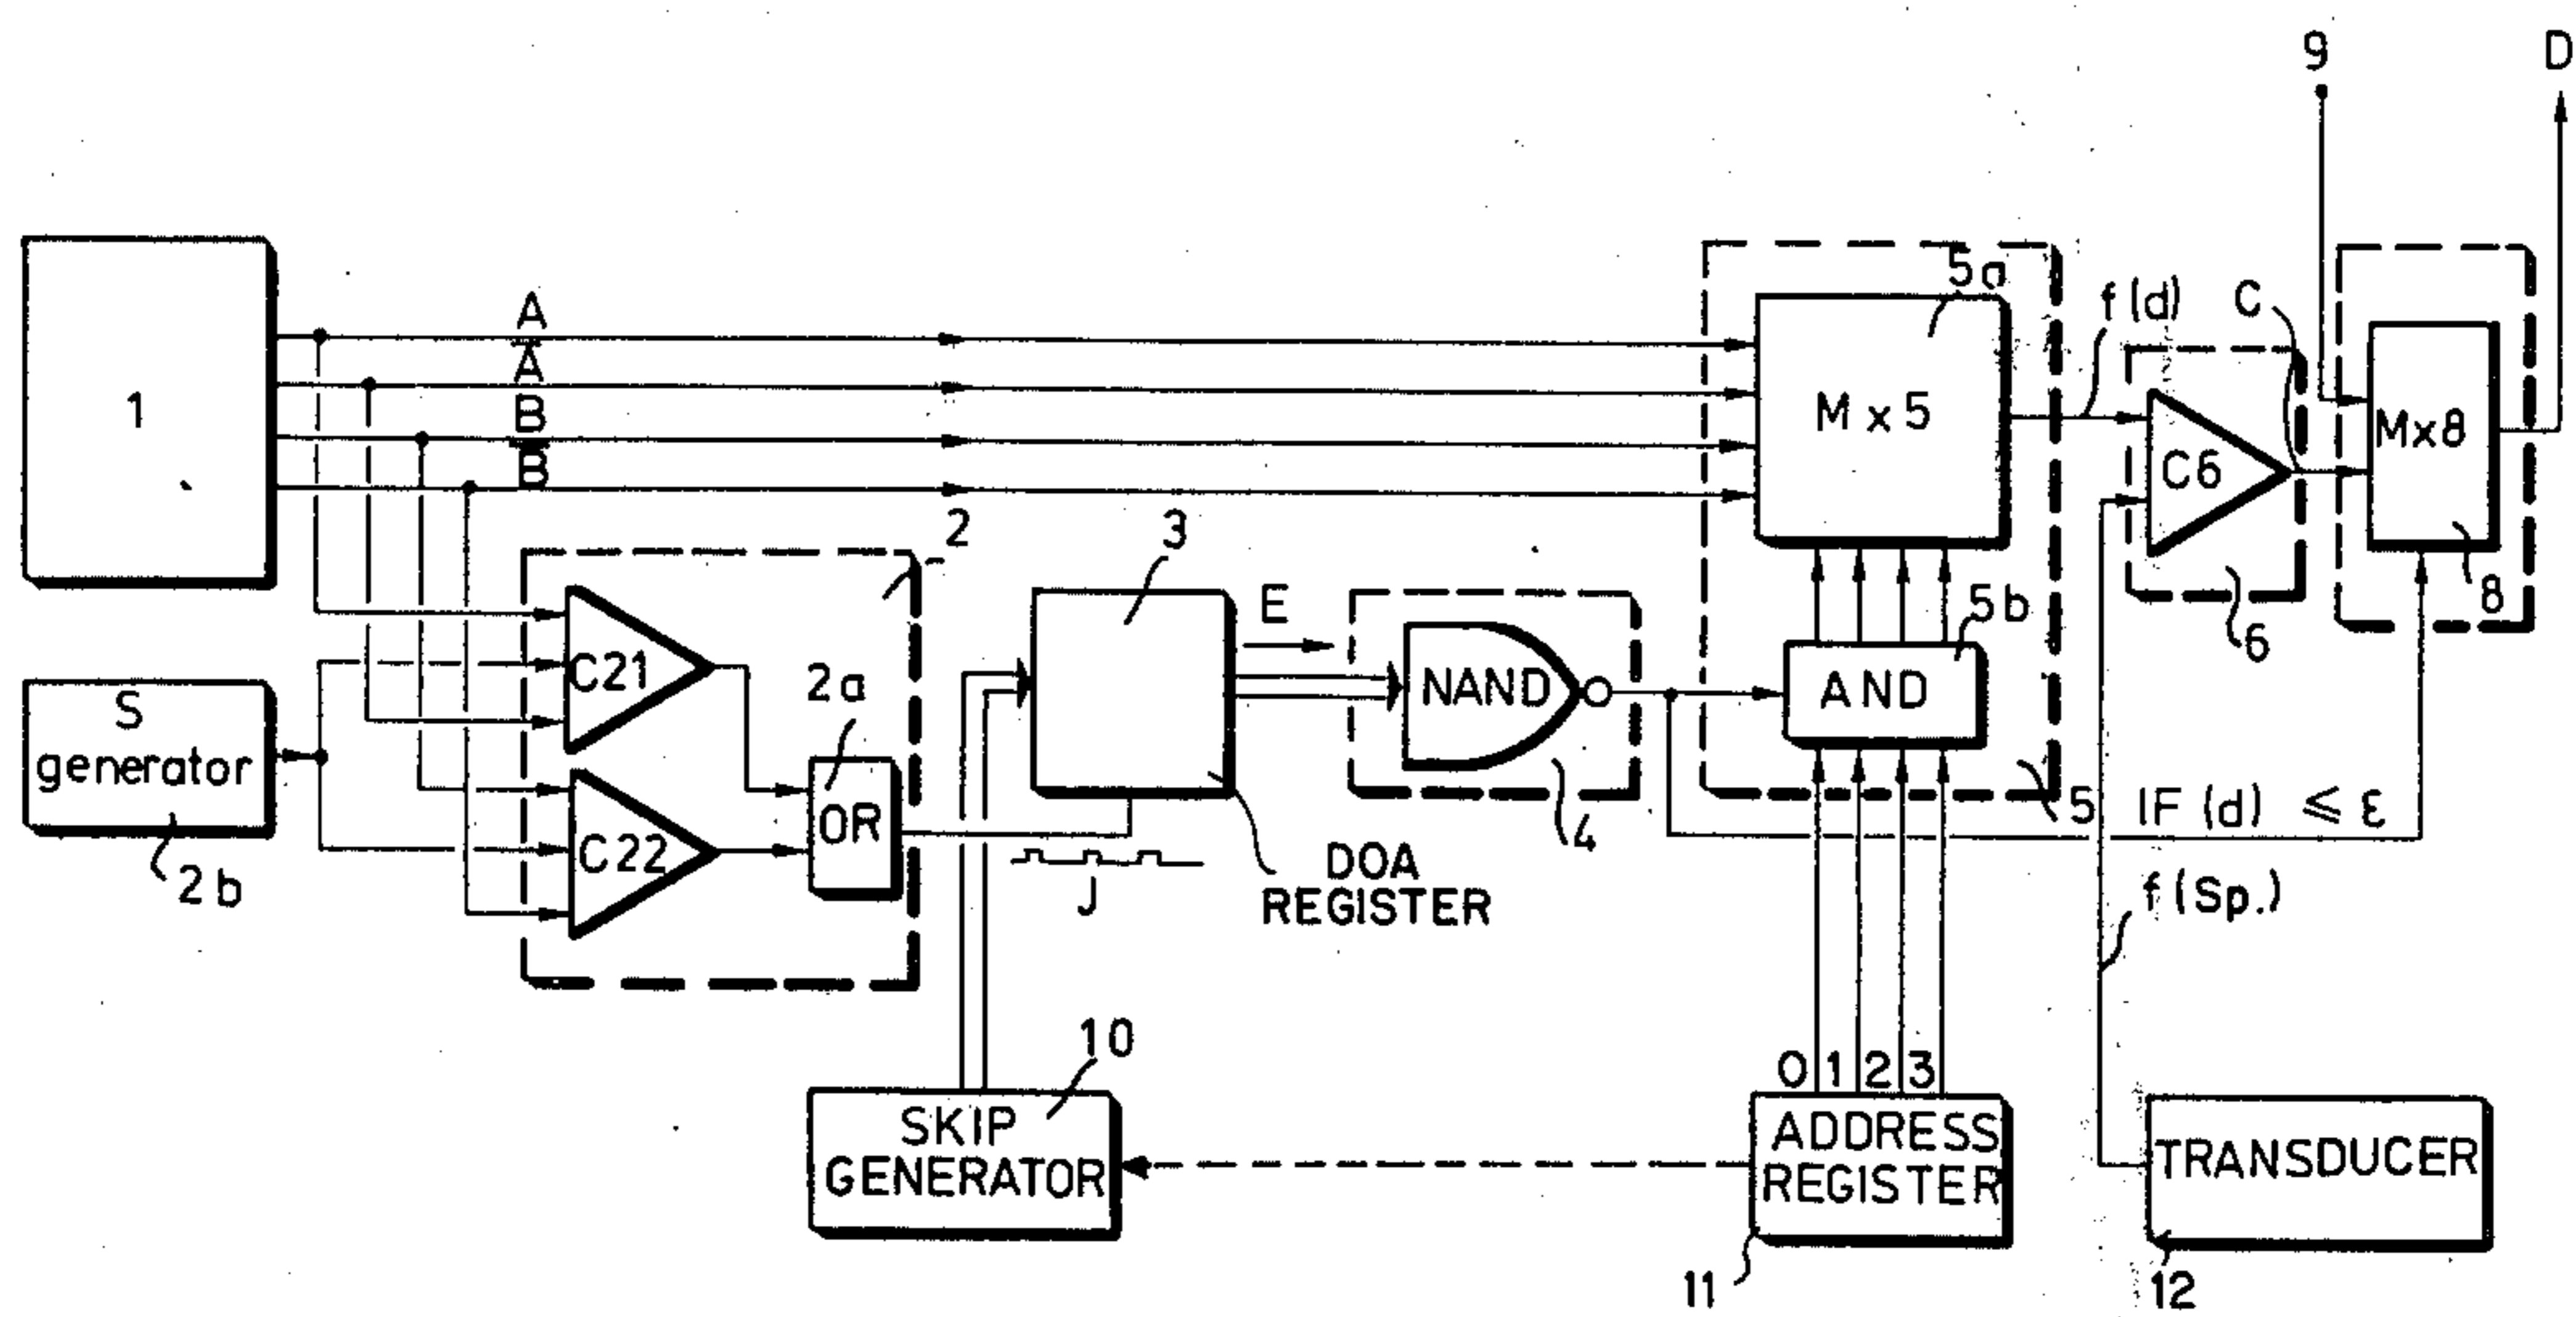 9
D
5a
f(d)
C
A
A̅
B
B̅
1
Mx5
Mx8
C6
2
3
8
6
E
5b
S
generator
2b
C21
C22
2a
OR
NAND
AND
4
5
IF (d) ⩽ ε
J
DOA
REGISTER
f(Sp.)
10
SKIP
GENERATOR
0 1 2 3
ADDRESS
REGISTER
TRANSDUCER
11
12